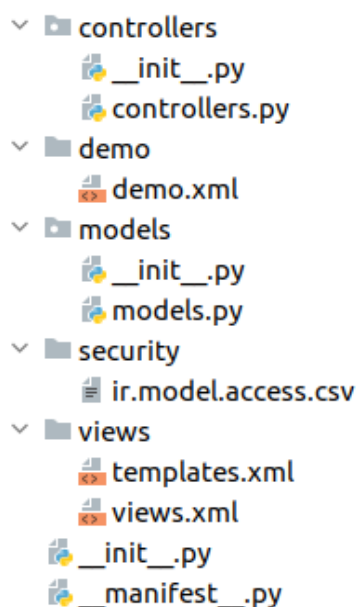 controllers
__init__.py
controllers.py
demo
demo.xml
models
__init__.py
models.py
security
ir.model.access.csv
views
templates.xml
views.xml
__init__.py
__manifest__.py